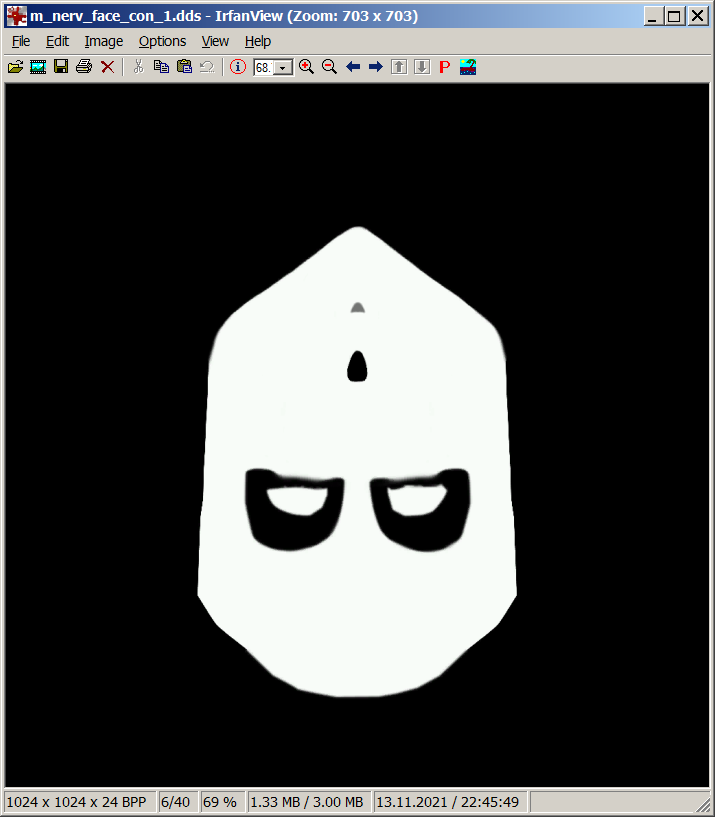 m_nerv_face_con_1.dds - IrfanView (Zoom: 703 x 703)
File Edit Image Options View Help
68. P
1024 x 1024 x 24 BPP 6/40 69 % 1.33 MB / 3.00 MB 13.11.2021 / 22:45:49